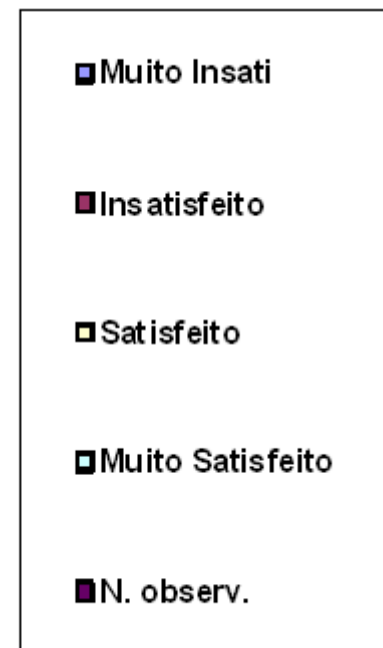 Muito Insati
Insatisfeito
Satisfeito
Muito Satisfeito
N. observ.